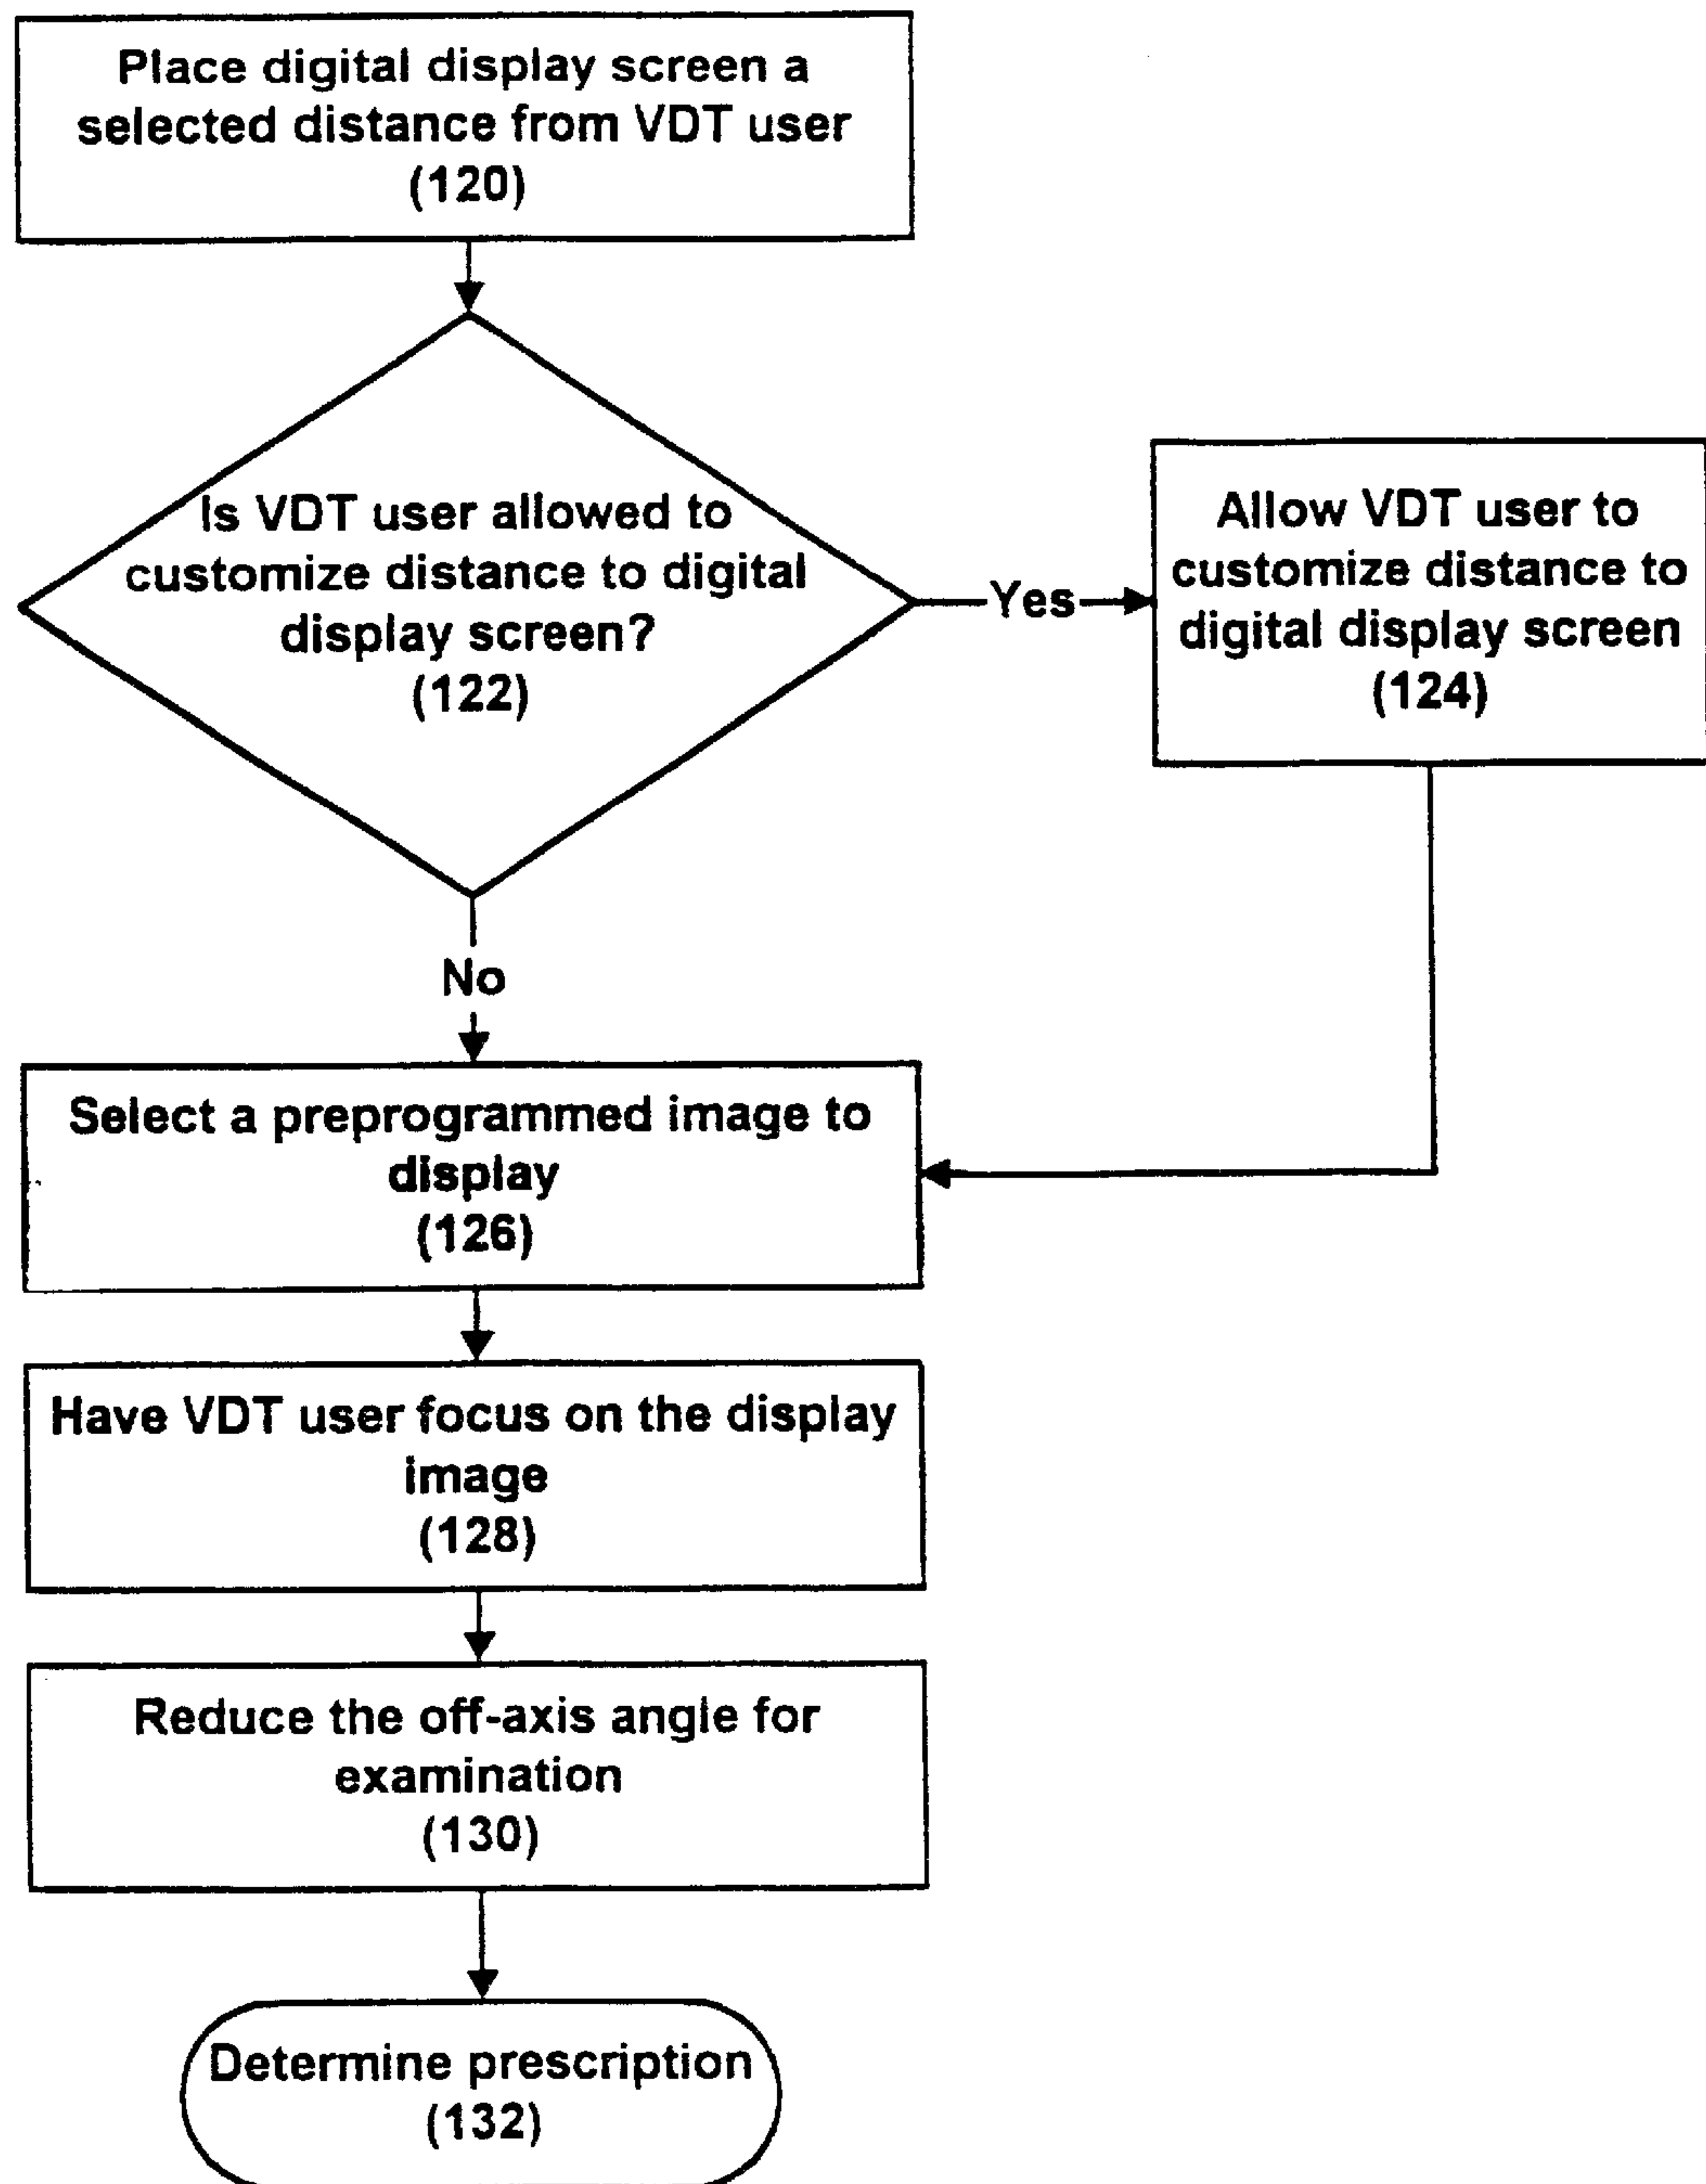 Place digital display screen a
selected distance from VDT user
(120)
Is VDT user allowed to
customize distance to digital
display screen?
(122)
Yes
Allow VDT user to
customize distance to
digital display screen
(124)
No
Select a preprogrammed image to
display
(126)
Have VDT user focus on the display
image
(128)
Reduce the off-axis angle for
examination
(130)
Determine prescription
(132)